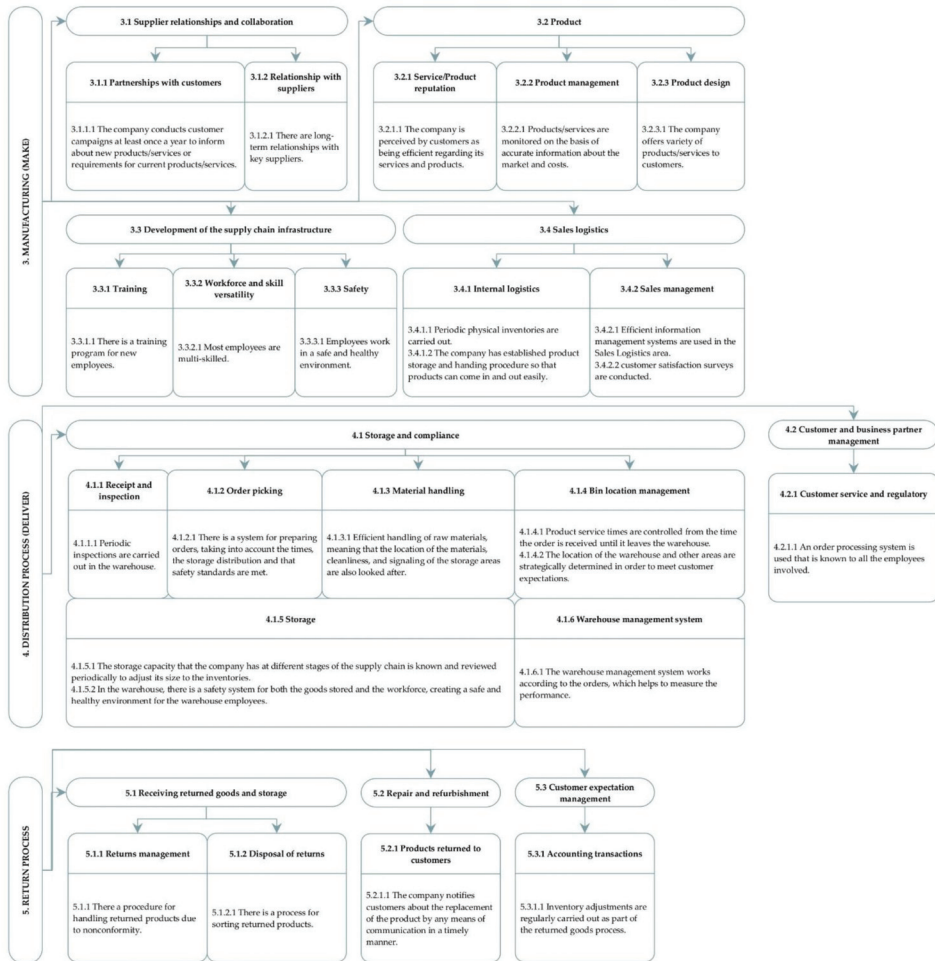 3. MANUFACTURING (MAKE)
3.1 Supplier relationships and collaboration
3.1.1 Partnerships with customers
3.1.1.1 The company conducts customer
campaigns at least once a year to inform
about new products/services or
requirements for current products/services.
3.1.2 Relationship with
suppliers
3.1.2.1 There are long-
term relationships with
key suppliers.
3.2 Product
3.2.1 Service/Product
reputation
3.2.1.1 The company is
perceived by customers as
being efficient regarding its
services and products.
3.2.2 Product management
3.2.2.1 Products/services are
monitored on the basis of
accurate information about the
market and costs.
3.2.3 Product design
3.2.3.1 The company
offers variety of
products/services to
customers.
3.3 Development of the supply chain infrastructure
3.3.1 Training
3.3.1.1 There is a training
program for new
employees.
3.3.2 Workforce and skill
versatility
3.3.2.1 Most employees are
multi-skilled.
3.3.3 Safety
3.3.3.1 Employees work
in a safe and healthy
environment.
3.4 Sales logistics
3.4.1 Internal logistics
3.4.1.1 Periodic physical inventories are
carried out.
3.4.1.2 The company has established product
storage and handing procedure so that
products can come in and out easily.
3.4.2 Sales management
3.4.2.1 Efficient information
management systems are used in the
Sales Logistics area.
3.4.2.2 customer satisfaction surveys
are conducted.
4. DISTRIBUTION PROCESS (DELIVER)
4.1 Storage and compliance
4.1.1 Receipt and
inspection
4.1.1.1 Periodic
inspections are carried
out in the warehouse.
4.1.2 Order picking
4.1.2.1 There is a system for preparing
orders, taking into account the times,
the storage distribution and that
safety standards are met.
4.1.3 Material handling
4.1.3.1 Efficient handling of raw materials,
meaning that the location of the materials,
cleanliness, and signaling of the storage areas
are also looked after.
4.1.4 Bin location management
4.1.4.1 Product service times are controlled from the time
the order is received until it leaves the warehouse.
4.1.4.2 The location of the warehouse and other areas are
strategically determined in order to meet customer
expectations.
4.1.5 Storage
4.1.5.1 The storage capacity that the company has at different stages of the supply chain is known and reviewed
periodically to adjust its size to the inventories.
4.1.5.2 In the warehouse, there is a safety system for both the goods stored and the workforce, creating a safe and
healthy environment for the warehouse employees.
4.1.6 Warehouse management system
4.1.6.1 The warehouse management system works
according to the orders, which helps to measure the
performance.
4.2 Customer and business partner
management
4.2.1 Customer service and regulatory
4.2.1.1 An order processing system is
used that is known to all the employees
involved.
5. RETURN PROCESS
5.1 Receiving returned goods and storage
5.1.1 Returns management
5.1.1 There a procedure for
handling returned products due
to nonconformity.
5.1.2 Disposal of returns
5.1.2.1 There is a process for
sorting returned products.
5.2 Repair and refurbishment
5.2.1 Products returned to
customers
5.2.1.1 The company notifies
customers about the replacement
of the product by any means of
communication in a timely
manner.
5.3 Customer expectation
management
5.3.1 Accounting transactions
5.3.1.1 Inventory adjustments are
regularly carried out as part of
the returned goods process.